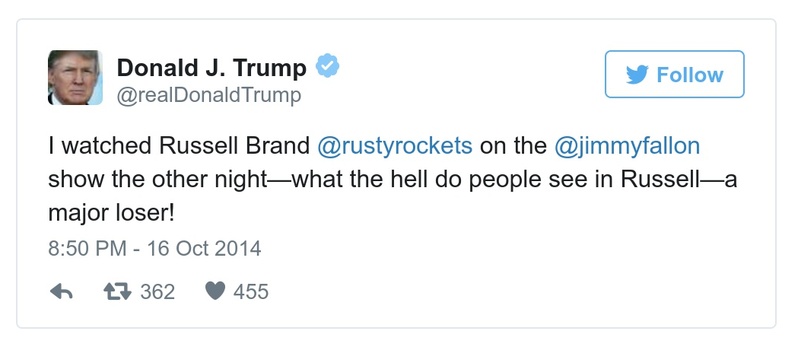 Donald J. Trump
@realDonaldTrump
Follow
I watched Russell Brand @rustyrockets on the @jimmyfallon
show the other night—what the hell do people see in Russell—a
major loser!
8:50 PM - 16 Oct 2014
362 455